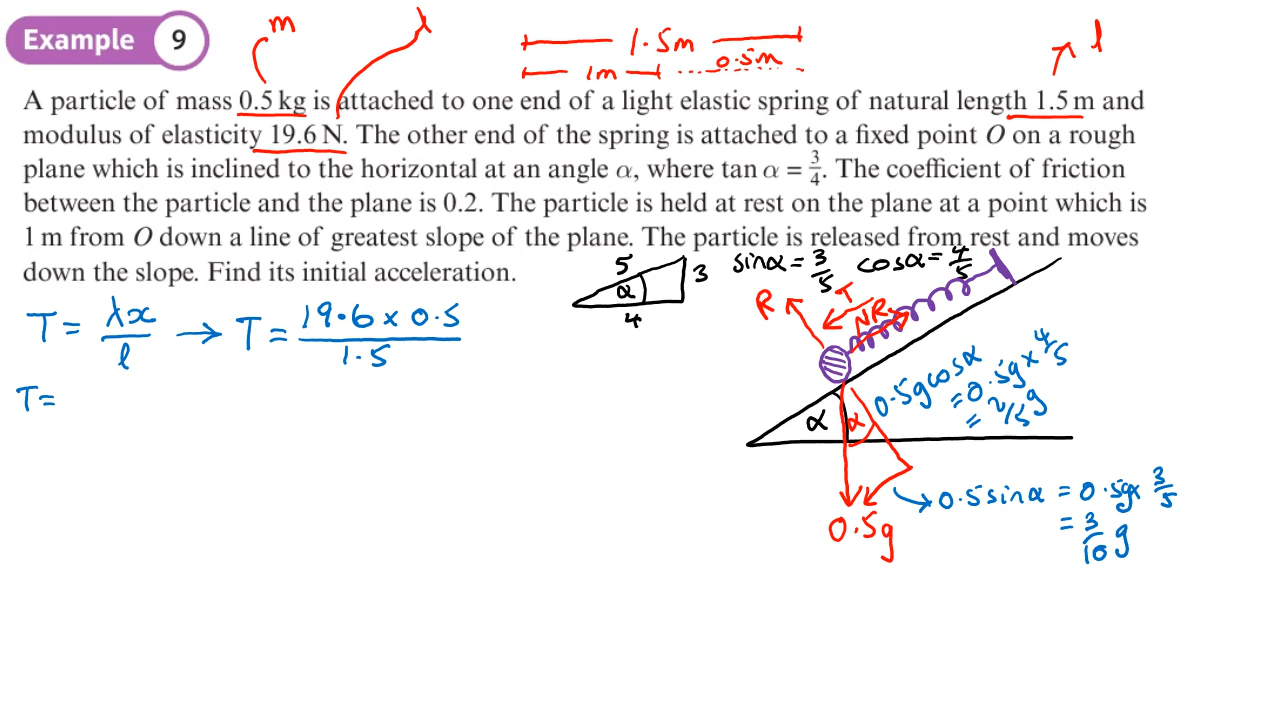 m
λ
1.5m
1m
0.5m
l
Example 9
A particle of mass 0.5 kg is attached to one end of a light elastic spring of natural length 1.5 m and
modulus of elasticity 19.6 N. The other end of the spring is attached to a fixed point O on a rough
plane which is inclined to the horizontal at an angle α, where tan α = 3/4. The coefficient of friction
between the particle and the plane is 0.2. The particle is held at rest on the plane at a point which is
1 m from O down a line of greatest slope of the plane. The particle is released from rest and moves
down the slope. Find its initial acceleration.
5
3
α
4
sinα = 3/5 cosα = 4/5
T = λx/l → T = 19.6 x 0.5/1.5
T =
R
T
α
α
0.5gcosα
= 0.5g x 4/5
= 2/5 g
0.5g
0.5sinα = 0.5g x 3/5
= 3/10 g